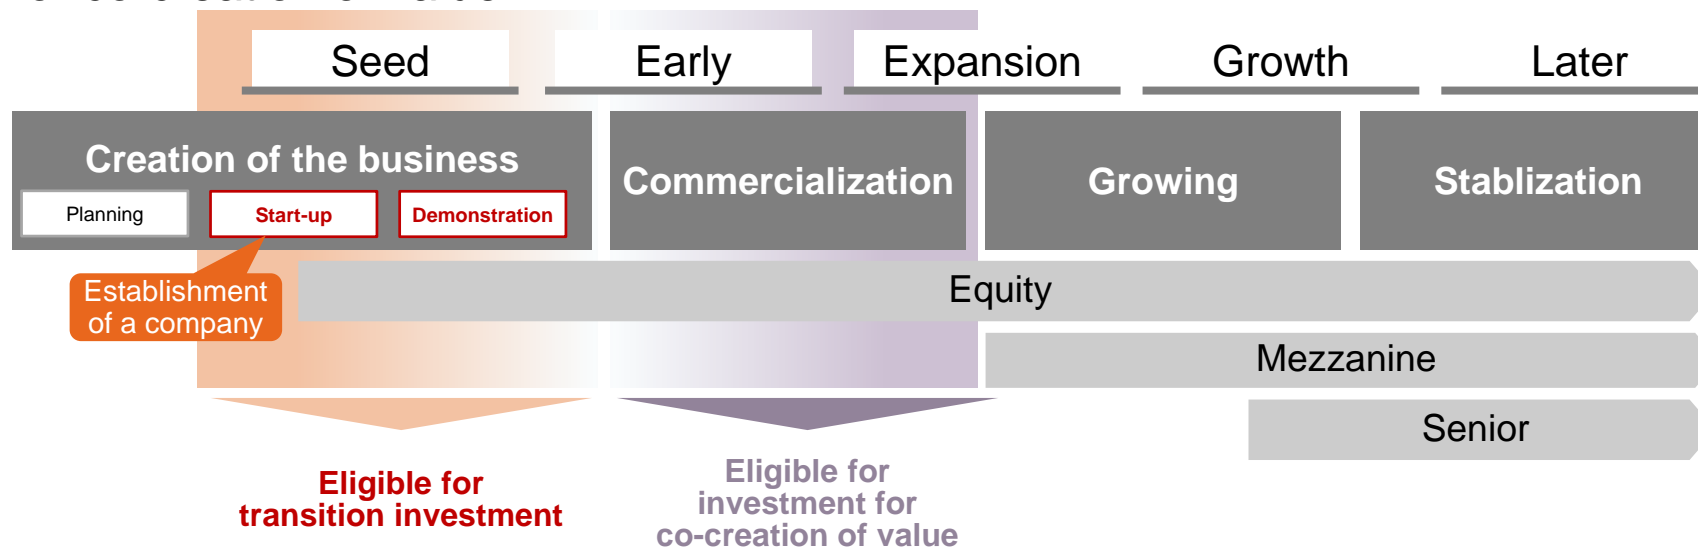 Seed Early Expansion Growth Later
Creation of the business
Commercialization Growing Stablization
Planning Start-up Demonstration
Establishment
of a company
Equity
Mezzanine
Senior
Eligible for
transition investment
Eligible for
investment for
co-creation of value